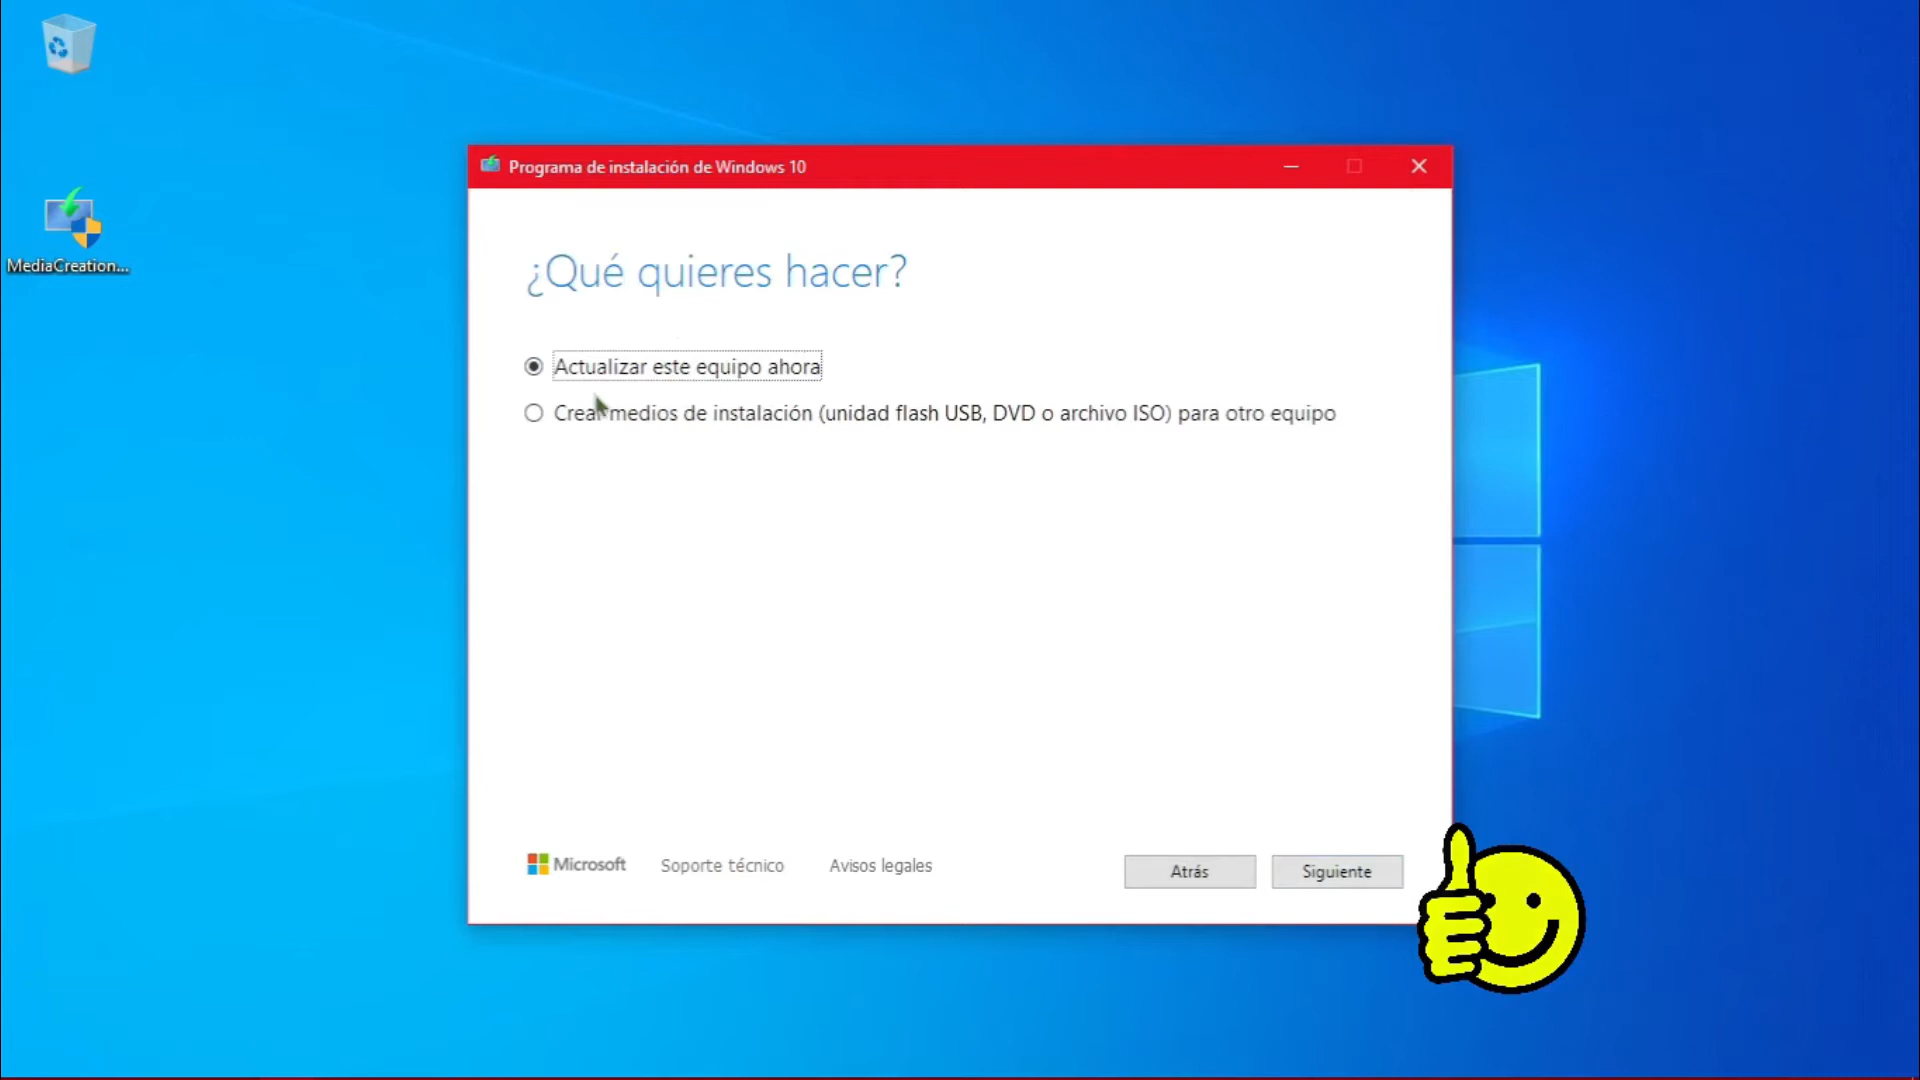 MediaCreation...
Programa de instalación de Windows 10
¿Qué quieres hacer?
Actualizar este equipo ahora
Crear medios de instalación (unidad flash USB, DVD o archivo ISO) para otro equipo
Microsoft
Soporte técnico
Avisos legales
Atrás
Siguiente